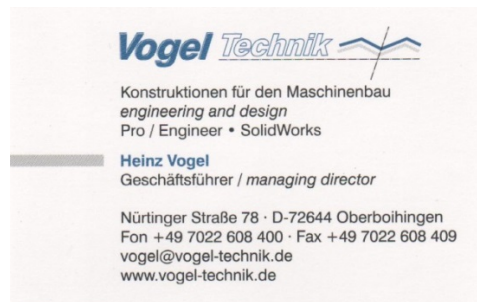 Vogel Technik
Konstruktionen für den Maschinenbau
engineering and design
Pro / Engineer • SolidWorks
Heinz Vogel
Geschäftsführer / managing director
Nürtinger Straße 78 · D-72644 Oberboihingen
Fon +49 7022 608 400 · Fax +49 7022 608 409
vogel@vogel-technik.de
www.vogel-technik.de